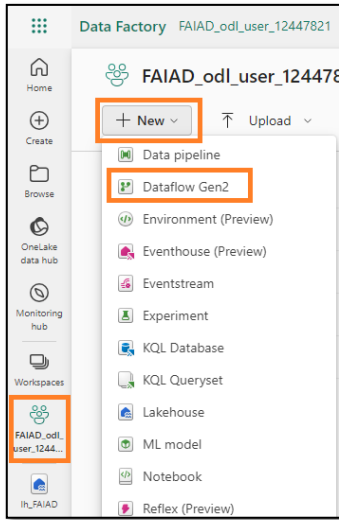 Data Factory FAIAD_odl_user_12447821
Home
Create
Browse
OneLake
data hub
Monitoring
hub
Workspaces
FAIAD_odl_
user_1244...
lh_FAIAD
FAIAD_odl_user_124478
+ New
Upload
Data pipeline
Dataflow Gen2
Environment (Preview)
Eventhouse (Preview)
Eventstream
Experiment
KQL Database
KQL Queryset
Lakehouse
ML model
Notebook
Reflex (Preview)